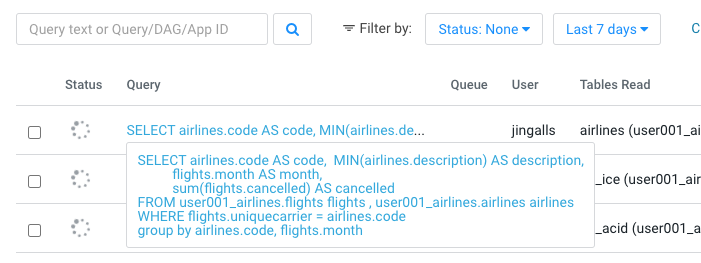 Query text or Query/DAG/App ID
Filter by:
Status: None
Last 7 days
C
Status Query Queue User Tables Read
SELECT airlines.code AS code, MIN(airlines.de... jingalls airlines (user001_ai
SELECT airlines.code AS code, MIN(airlines.description) AS description,
flights.month AS month,
_ice (user001_air
sum(flights.cancelled) AS cancelled
FROM user001_airlines.flights flights , user001_airlines.airlines airlines
WHERE flights.uniquecarrier = airlines.code
group by airlines.code, flights.month
_acid (user001_a